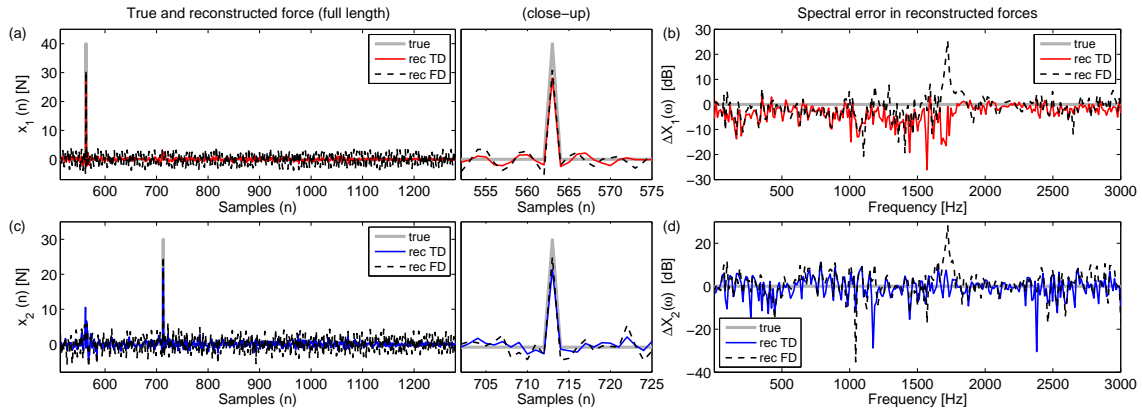 True and reconstructed force (full length)
(close−up)
Spectral error in reconstructed forces
(a)
x1 (n) [N]
40
30
20
10
0
true
rec TD
rec FD
600 700 800 900 1000 1100 1200
Samples (n)
555 560 565 570 575
Samples (n)
(b)
ΔX1(ω) [dB]
30
20
10
0
−10
−20
−30
true
rec TD
rec FD
500 1000 1500 2000 2500 3000
Frequency [Hz]
(c)
x2 (n) [N]
30
20
10
0
true
rec TD
rec FD
600 700 800 900 1000 1100 1200
Samples (n)
705 710 715 720 725
Samples (n)
(d)
ΔX2(ω) [dB]
20
0
−20
−40
true
rec TD
rec FD
500 1000 1500 2000 2500 3000
Frequency [Hz]